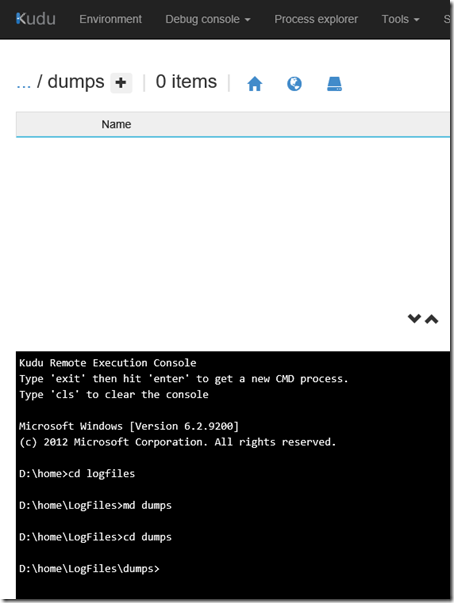 Kudu Environment Debug console Process explorer Tools S
... / dumps + | 0 items |
Name
Kudu Remote Execution Console
Type 'exit' then hit 'enter' to get a new CMD process.
Type 'cls' to clear the console
Microsoft Windows [Version 6.2.9200]
(c) 2012 Microsoft Corporation. All rights reserved.
D:\home>cd logfiles
D:\home\LogFiles>md dumps
D:\home\LogFiles>cd dumps
D:\home\LogFiles\dumps>